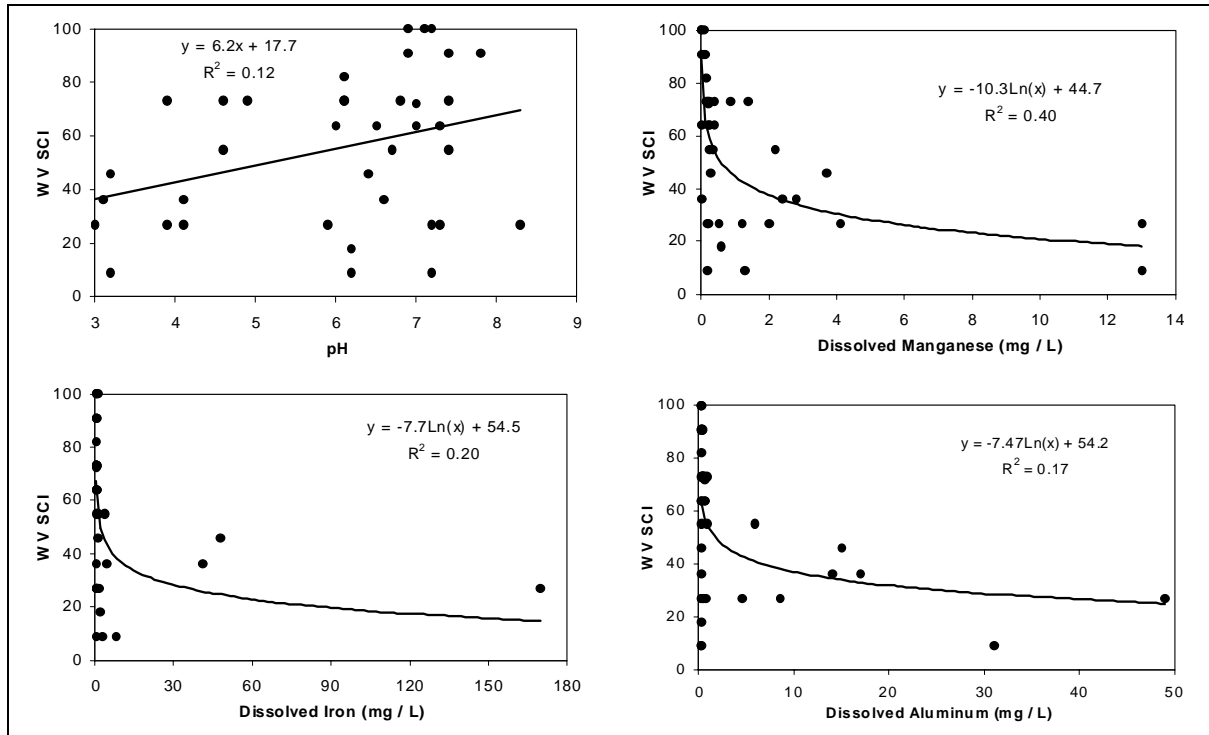 y = 6.2x + 17.7
R² = 0.12
WV SCI
100
80
60
40
20
0
3 4 5 6 7 8 9
pH
y = -10.3Ln(x) + 44.7
R² = 0.40
WV SCI
100
80
60
40
20
0
0 2 4 6 8 10 12 14
Dissolved Manganese (mg / L)
y = -7.7Ln(x) + 54.5
R² = 0.20
WV SCI
100
80
60
40
20
0
0 30 60 90 120 150 180
Dissolved Iron (mg / L)
y = -7.47Ln(x) + 54.2
R² = 0.17
WV SCI
100
80
60
40
20
0
0 10 20 30 40 50
Dissolved Aluminum (mg / L)